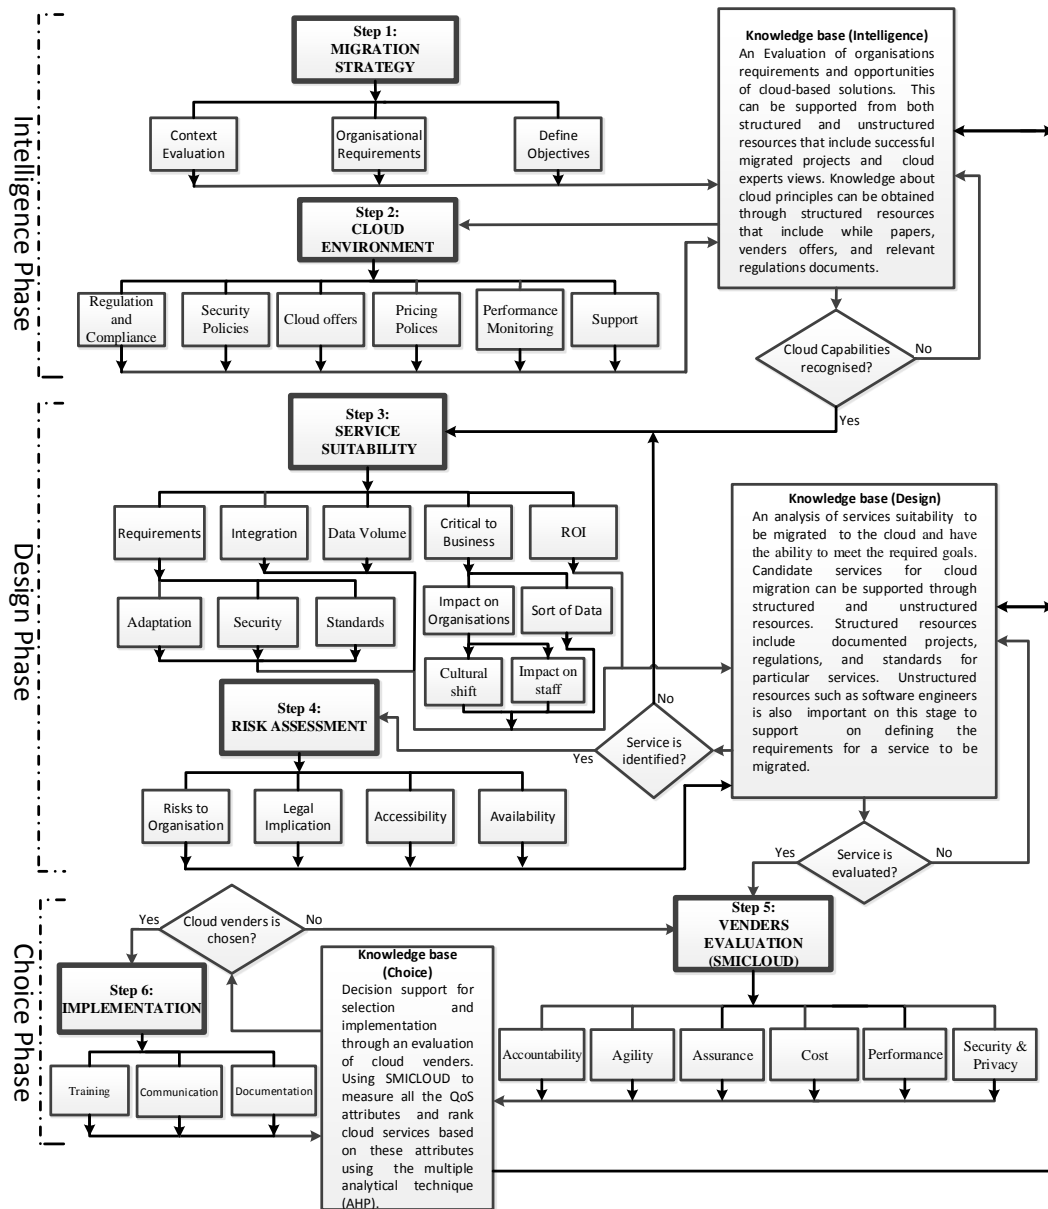 Intelligence Phase
Step 1:
MIGRATION
STRATEGY
Context
Evaluation
Organisational
Requirements
Define
Objectives
Knowledge base (Intelligence)
An Evaluation of organisations
requirements and opportunities
of cloud-based solutions. This
can be supported from both
structured and unstructured
resources that include successful
migrated projects and cloud
experts views. Knowledge about
cloud principles can be obtained
through structured resources
that include while papers,
venders offers, and relevant
regulations documents.
Step 2:
CLOUD
ENVIRONMENT
Regulation
and
Compliance
Security
Policies
Cloud offers
Pricing
Polices
Performance
Monitoring
Support
Cloud Capabilities
recognised?
No
Yes
Design Phase
Step 3:
SERVICE
SUITABILITY
Requirements
Integration
Data Volume
Critical to
Business
ROI
Adaptation
Security
Standards
Impact on
Organisations
Sort of Data
Cultural
shift
Impact on
staff
Knowledge base (Design)
An analysis of services suitability to
be migrated to the cloud and have
the ability to meet the required goals.
Candidate services for cloud
migration can be supported through
structured and unstructured
resources. Structured resources
include documented projects,
regulations, and standards for
particular services. Unstructured
resources such as software engineers
is also important on this stage to
support on defining the
requirements for a service to be
migrated.
Step 4:
RISK ASSESSMENT
No
Yes
Service is
identified?
Risks to
Organisation
Legal
Implication
Accessibility
Availability
Yes
Service is
evaluated?
No
Choice Phase
Yes
Cloud venders is
chosen?
No
Step 5:
VENDERS
EVALUATION
(SMICLOUD)
Step 6:
IMPLEMENTATION
Training
Communication
Documentation
Knowledge base
(Choice)
Decision support for
selection and
implementation
through an evaluation
of cloud venders.
Using SMICLOUD to
measure all the QoS
attributes and rank
cloud services based
on these attributes
using the multiple
analytical technique
(AHP).
Accountability
Agility
Assurance
Cost
Performance
Security &
Privacy